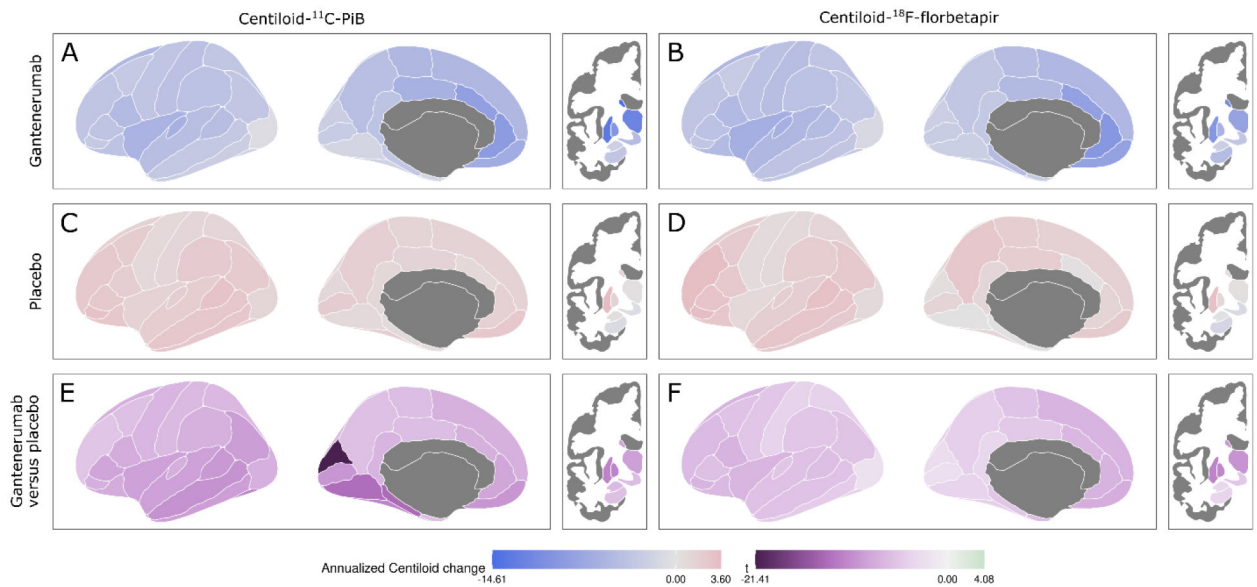 Centiloid-¹¹C-PiB
Centiloid-¹⁸F-florbetapir
Gantenerumab
A
B
Placebo
C
D
Gantenerumab
versus placebo
E
F
Annualized Centiloid change
-14.61
0.00
3.60
t
-21.41
0.00
4.08